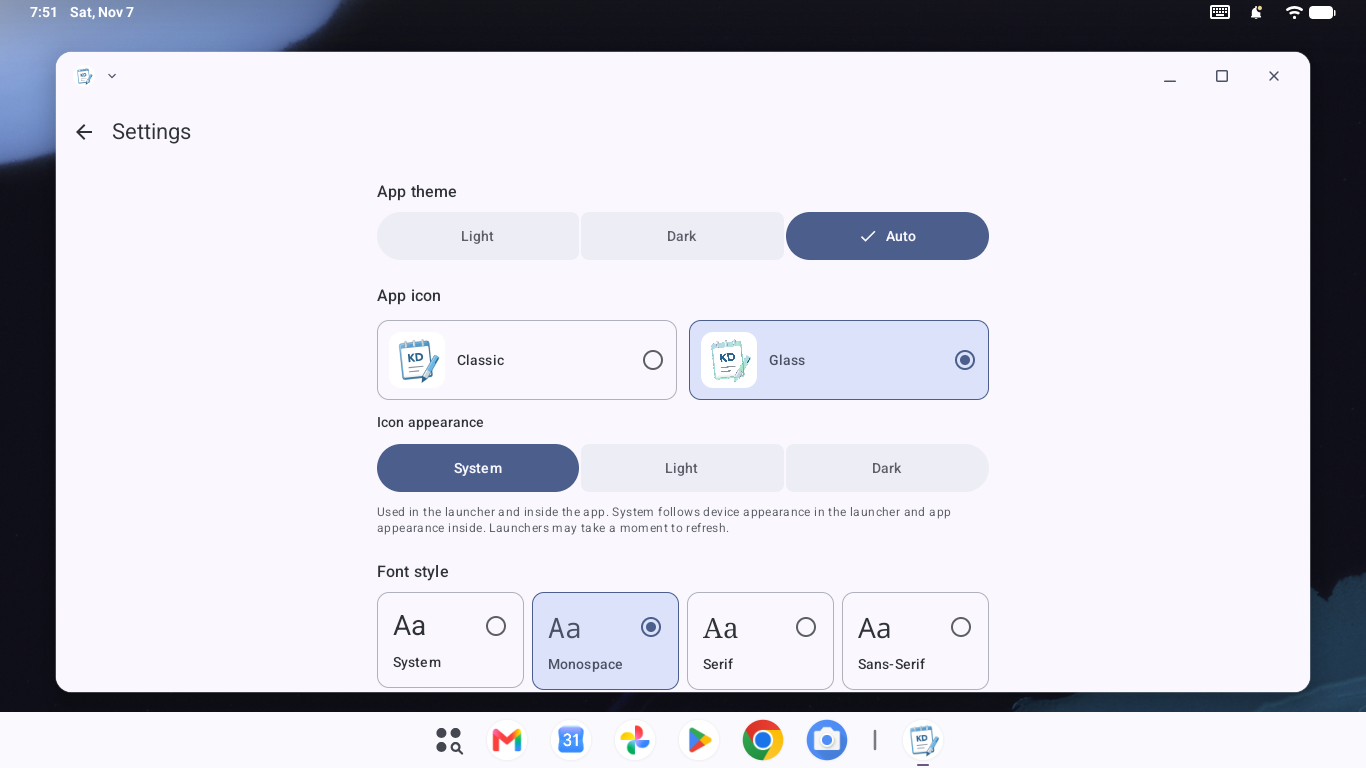 7:51 Sat, Nov 7
Settings
App theme
Light Dark Auto
App icon
KD Classic KD Glass
Icon appearance
System Light Dark
Used in the launcher and inside the app. System follows device appearance in the launcher and app
appearance inside. Launchers may take a moment to refresh.
Font style
Aa Aa Aa Aa
System Monospace Serif Sans-Serif
31 KD